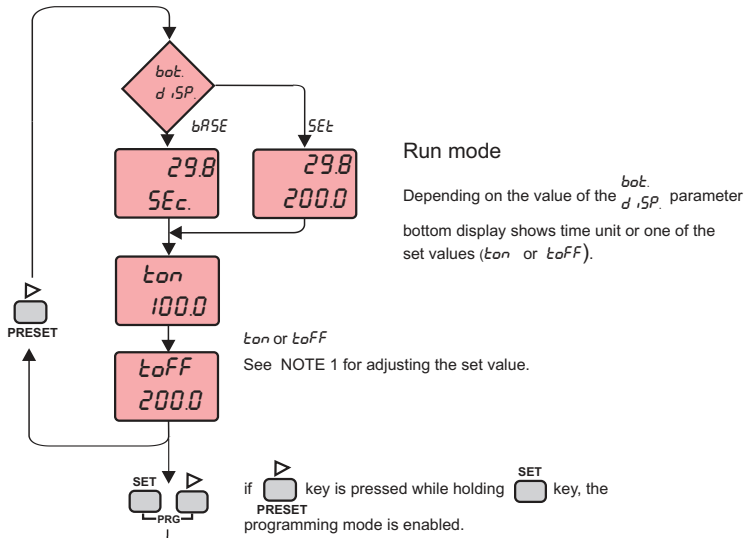 bot.
dISP.
bASE
SEt
29.8
SEc.
29.8
200.0
Run mode
Depending on the value of the bot. dISP. parameter
bottom display shows time unit or one of the
set values (ton or toFF).
ton
100.0
PRESET
ton or toFF
See NOTE 1 for adjusting the set value.
toFF
200.0
SET
PRG
if PRESET key is pressed while holding SET key, the
programming mode is enabled.